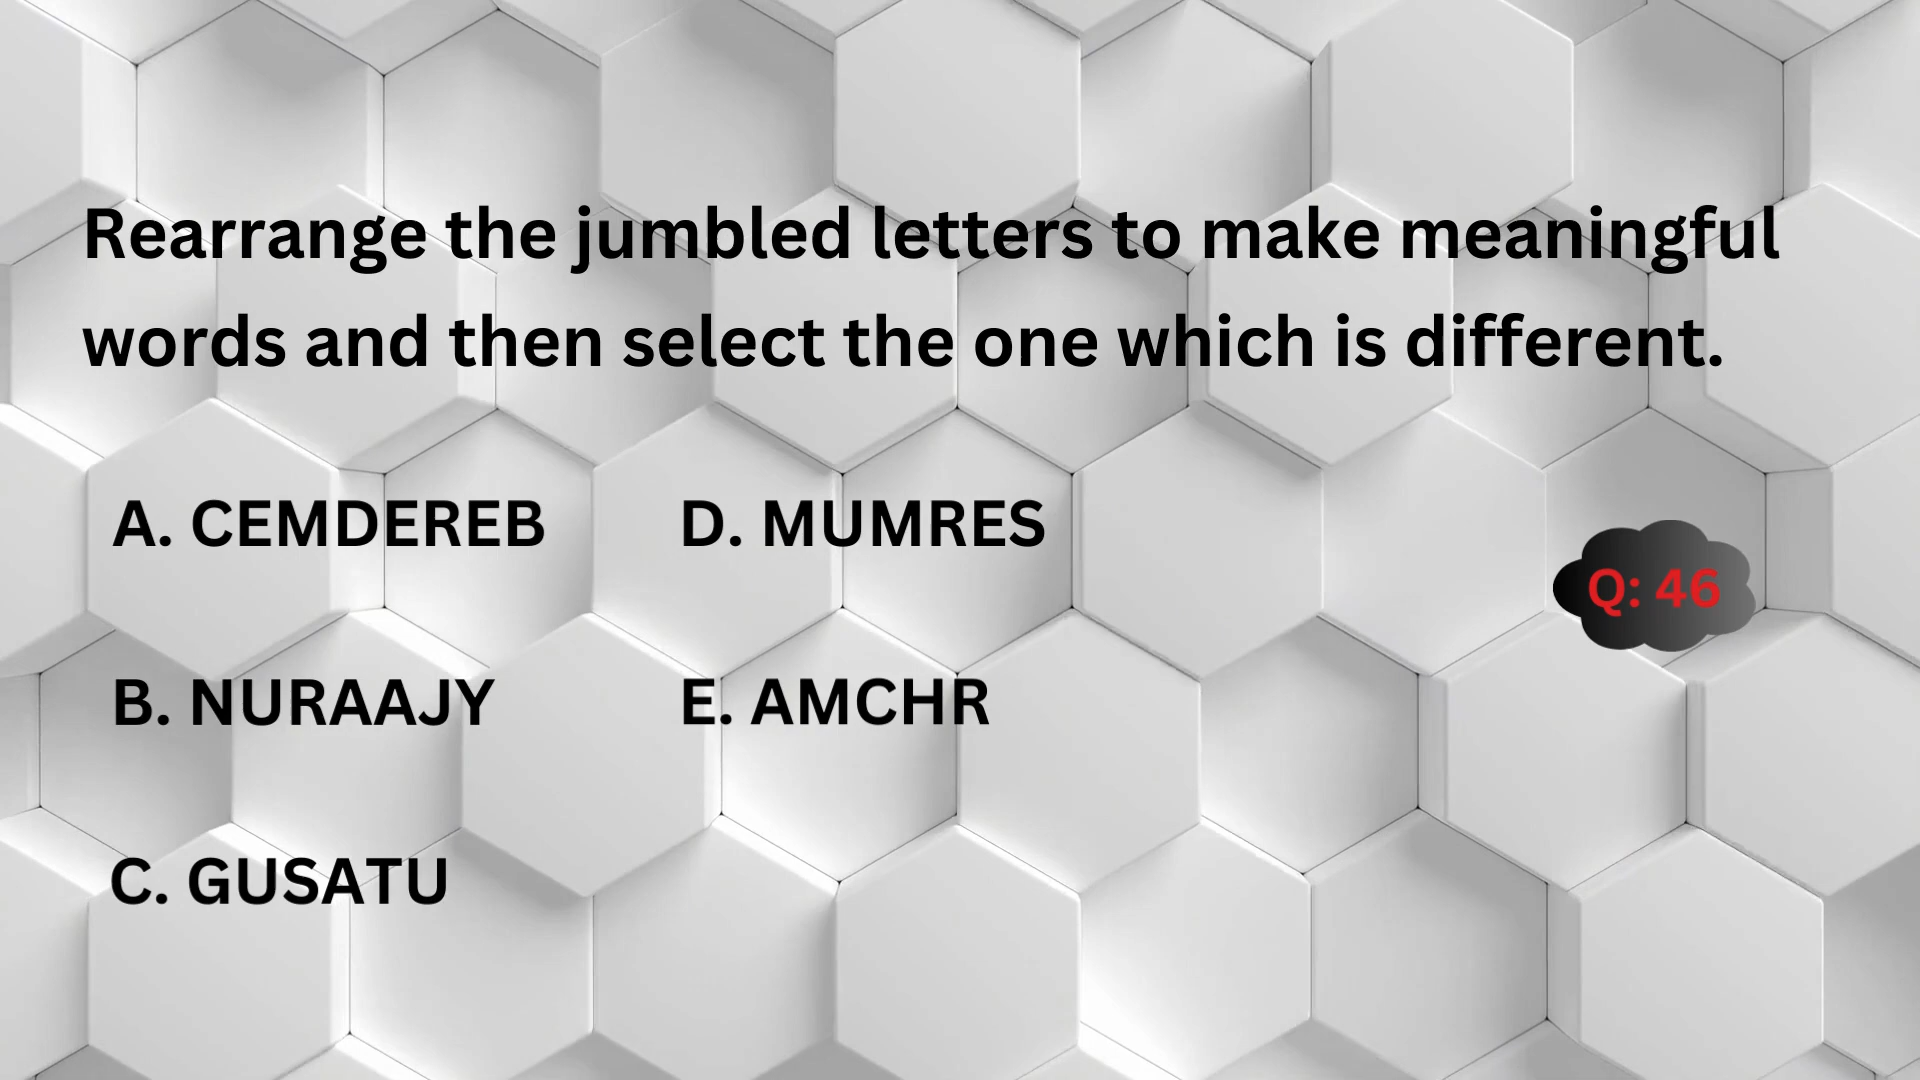 Rearrange the jumbled letters to make meaningful
words and then select the one which is different.
A. CEMDEREB
D. MUMRES
B. NURAAJY
E. AMCHR
C. GUSATU
Q: 46